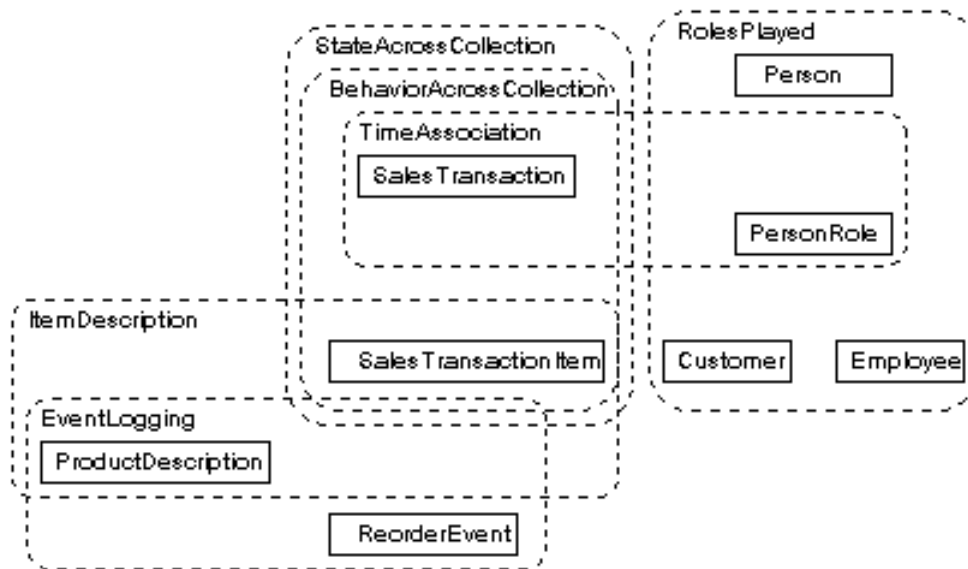 StateAcrossCollection
RolesPlayed
Person
BehaviorAcrossCollection
TimeAssociation
SalesTransaction
PersonRole
ItemDescription
SalesTransactionItem
Customer
Employee
EventLogging
ProductDescription
ReorderEvent